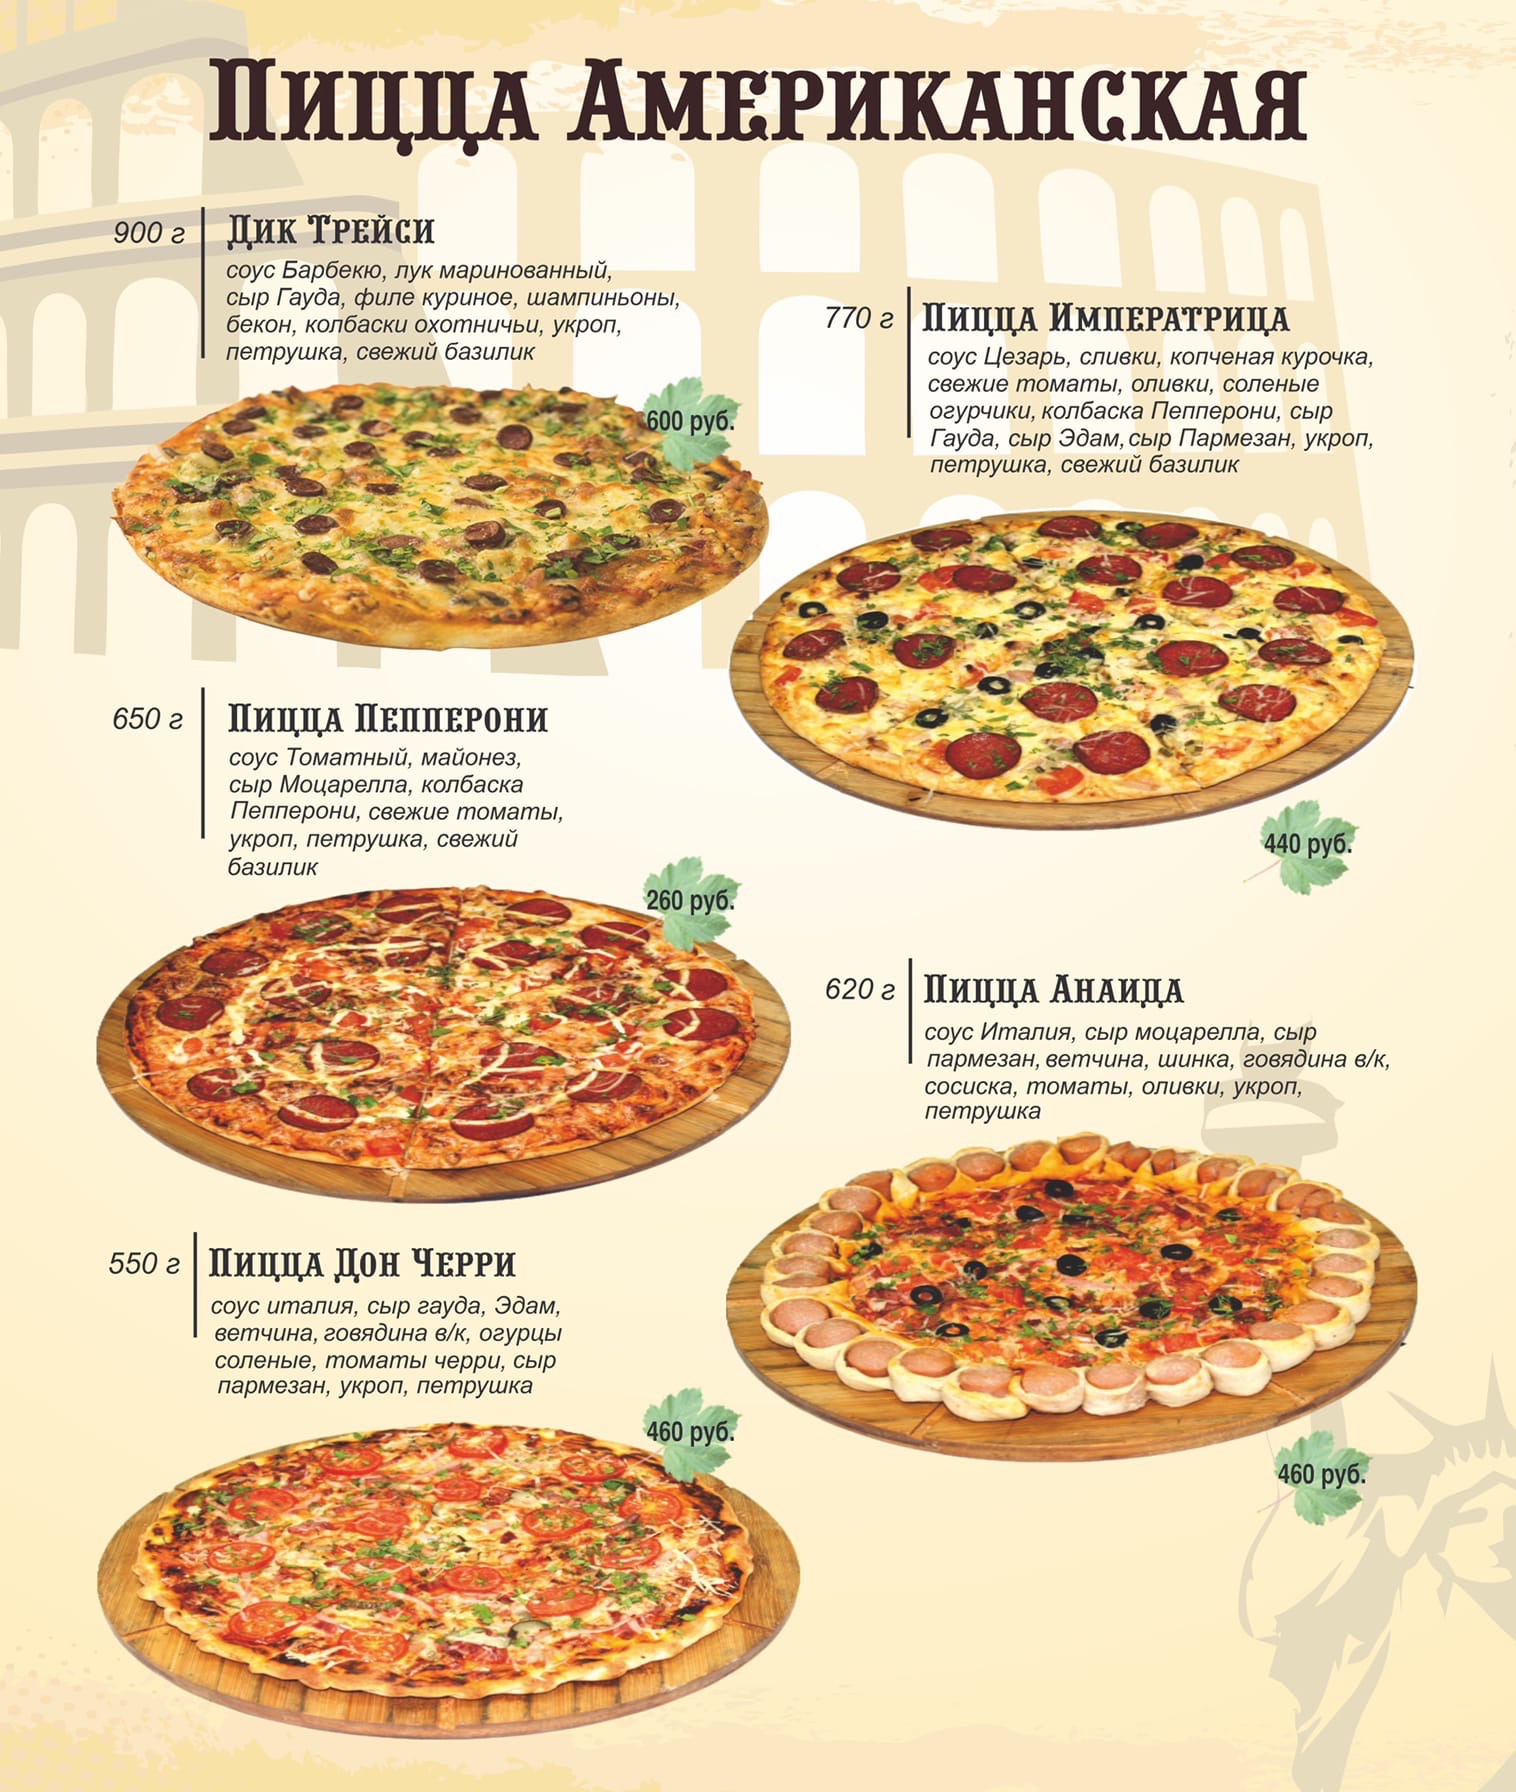 Пицца Американская
900 г
Дик Трейси
соус Барбекю, лук маринованный,
сыр Гауда, филе куриное, шампиньоны,
бекон, колбаски охотничьи, укроп,
петрушка, свежий базилик
600 руб.
770 г
Пицца Императрица
соус Цезарь, сливки, копченая курочка,
свежие томаты, оливки, соленые
огурчики, колбаска Пепперони, сыр
Гауда, сыр Эдам, сыр Пармезан, укроп,
петрушка, свежий базилик
440 руб.
650 г
Пицца Пепперони
соус Томатный, майонез,
сыр Моцарелла, колбаска
Пепперони, свежие томаты,
укроп, петрушка, свежий
базилик
260 руб.
620 г
Пицца Анаида
соус Италия, сыр моцарелла, сыр
пармезан, ветчина, шинка, говядина в/к,
сосиска, томаты, оливки, укроп,
петрушка
460 руб.
550 г
Пицца Дон Черри
соус италия, сыр гауда, Эдам,
ветчина, говядина в/к, огурцы
соленые, томаты черри, сыр
пармезан, укроп, петрушка
460 руб.